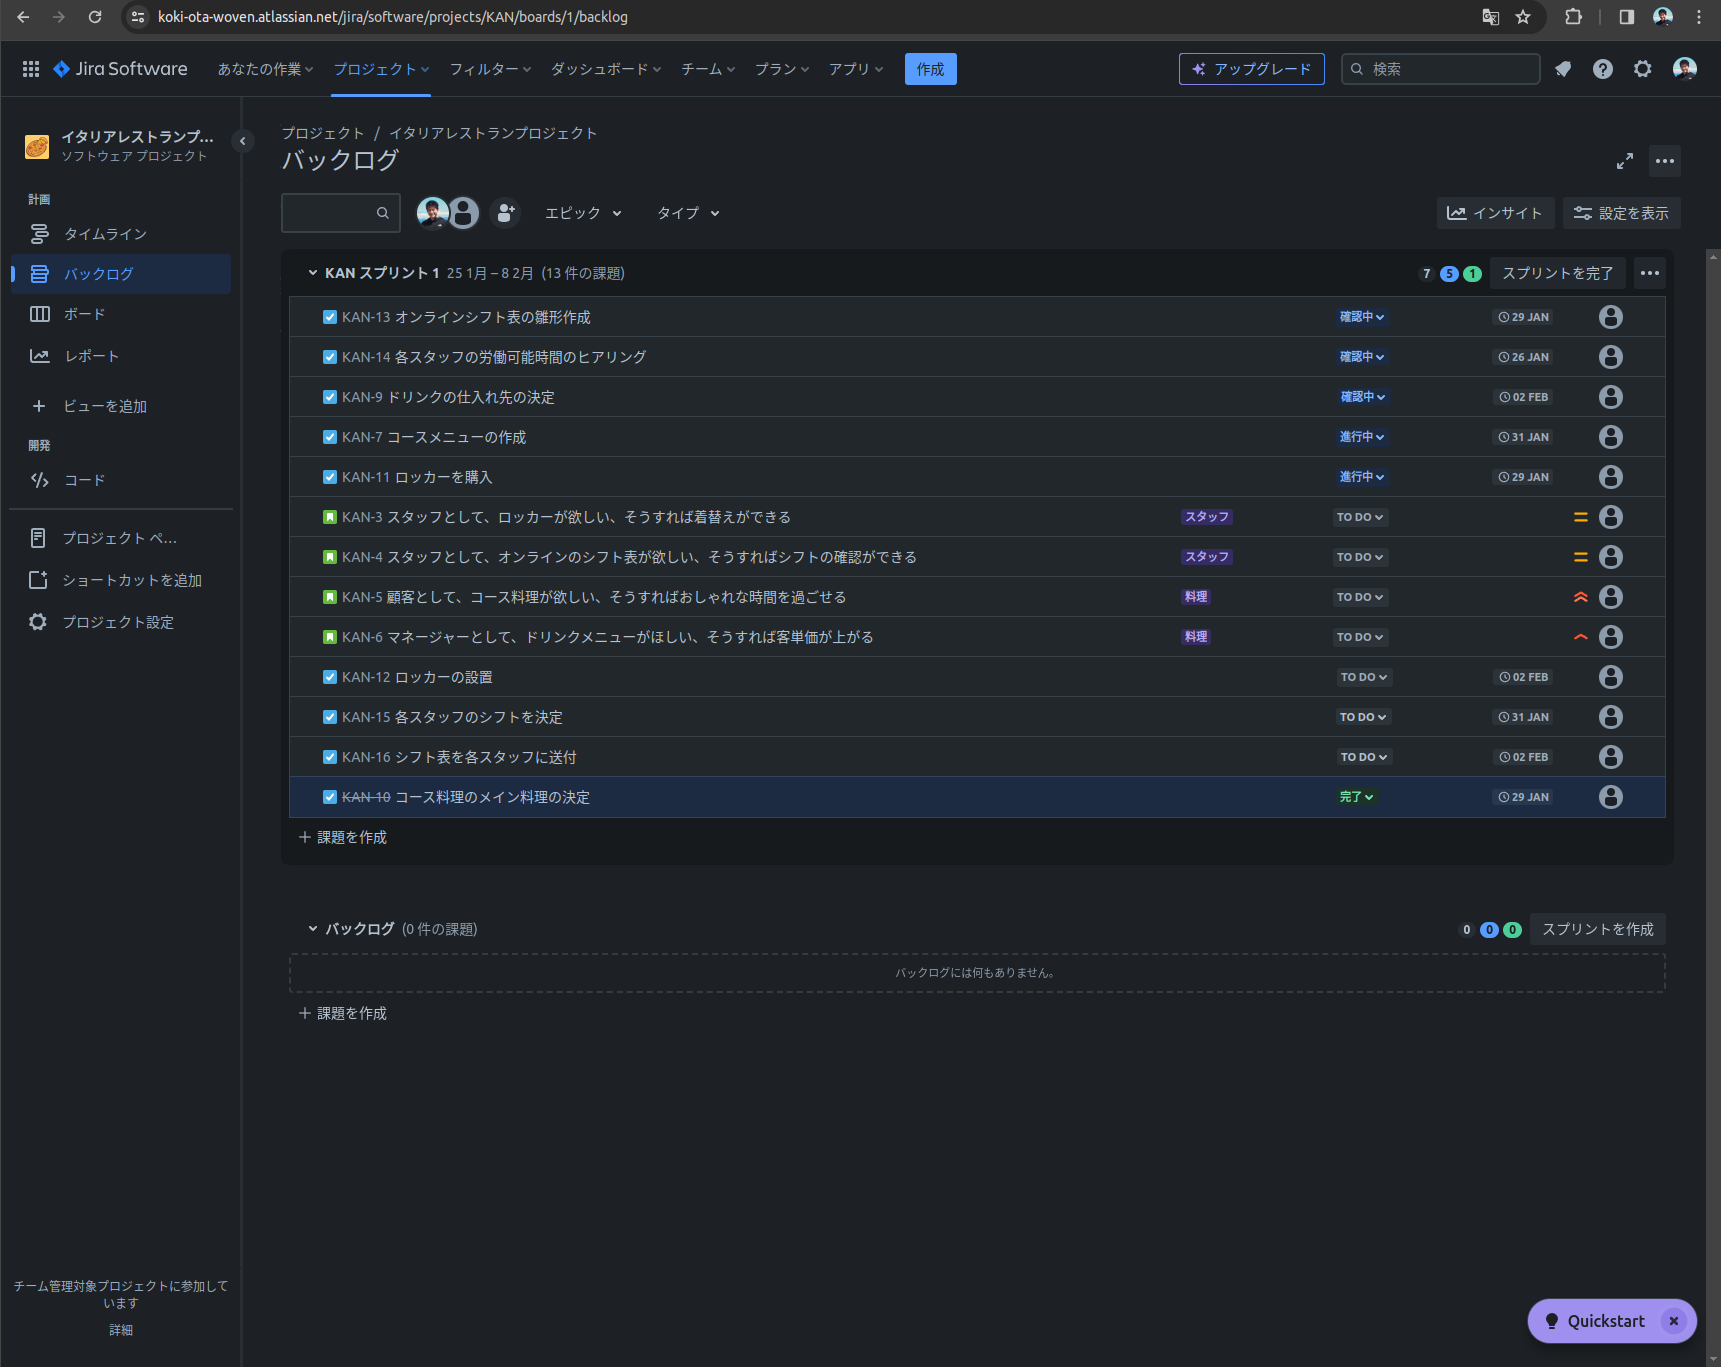 koki-ota-woven.atlassian.net/jira/software/projects/KAN/boards/1/backlog
Jira Software あなたの作業 プロジェクト フィルター ダッシュボード チーム プラン アプリ 作成 アップグレード 検索
イタリアレストランプ...
ソフトウェア プロジェクト
計画
タイムライン
バックログ
ボード
レポート
ビューを追加
開発
コード
プロジェクト ペ...
ショートカットを追加
プロジェクト設定
チーム管理対象プロジェクトに参加して
います
詳細
プロジェクト / イタリアレストランプロジェクト
バックログ
エピック タイプ インサイト 設定を表示
KAN スプリント 1 25 1月 – 8 2月 (13 件の課題) 7 5 1 スプリントを完了
KAN-13 オンラインシフト表の雛形作成 確認中 29 JAN
KAN-14 各スタッフの労働可能時間のヒアリング 確認中 26 JAN
KAN-9 ドリンクの仕入れ先の決定 確認中 02 FEB
KAN-7 コースメニューの作成 進行中 31 JAN
KAN-11 ロッカーを購入 進行中 29 JAN
KAN-3 スタッフとして、ロッカーが欲しい、そうすれば着替えができる スタッフ TO DO
KAN-4 スタッフとして、オンラインのシフト表が欲しい、そうすればシフトの確認ができる スタッフ TO DO
KAN-5 顧客として、コース料理が欲しい、そうすればおしゃれな時間を過ごせる 料理 TO DO
KAN-6 マネージャーとして、ドリンクメニューがほしい、そうすれば客単価が上がる 料理 TO DO
KAN-12 ロッカーの設置 TO DO 02 FEB
KAN-15 各スタッフのシフトを決定 TO DO 31 JAN
KAN-16 シフト表を各スタッフに送付 TO DO 02 FEB
KAN-10 コース料理のメイン料理の決定 完了 29 JAN
+ 課題を作成
バックログ (0 件の課題) 0 0 0 スプリントを作成
バックログには何もありません。
+ 課題を作成
Quickstart